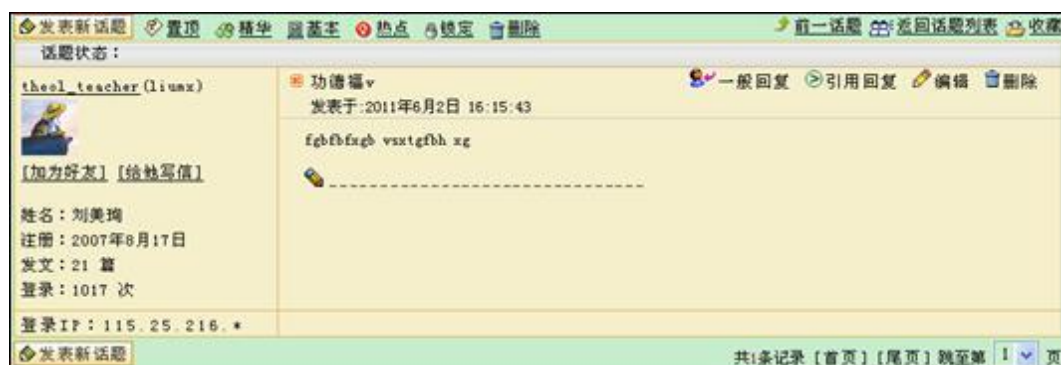 发表新话题 置顶 精华 基本 热点 锁定 删除 前一话题 返回话题列表 收藏
话题状态：
theol_teacher(liumx)
功德福v 一般回复 引用回复 编辑 删除
发表于:2011年6月2日 16:15:43
fgbfbfxgb vsxtgfbh xg
[加为好友] [给他写信]
姓名：刘美琦
注册：2007年8月17日
发文：21 篇
登录：1017 次
登录IP：115.25.216.*
发表新话题 共1条记录 [首页] [尾页] 跳至第 1 页